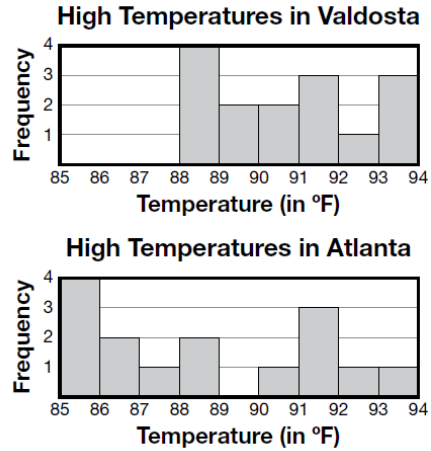 High Temperatures in Valdosta
Frequency
4
3
2
1
85 86 87 88 89 90 91 92 93 94
Temperature (in ºF)
High Temperatures in Atlanta
Frequency
4
3
2
1
85 86 87 88 89 90 91 92 93 94
Temperature (in ºF)